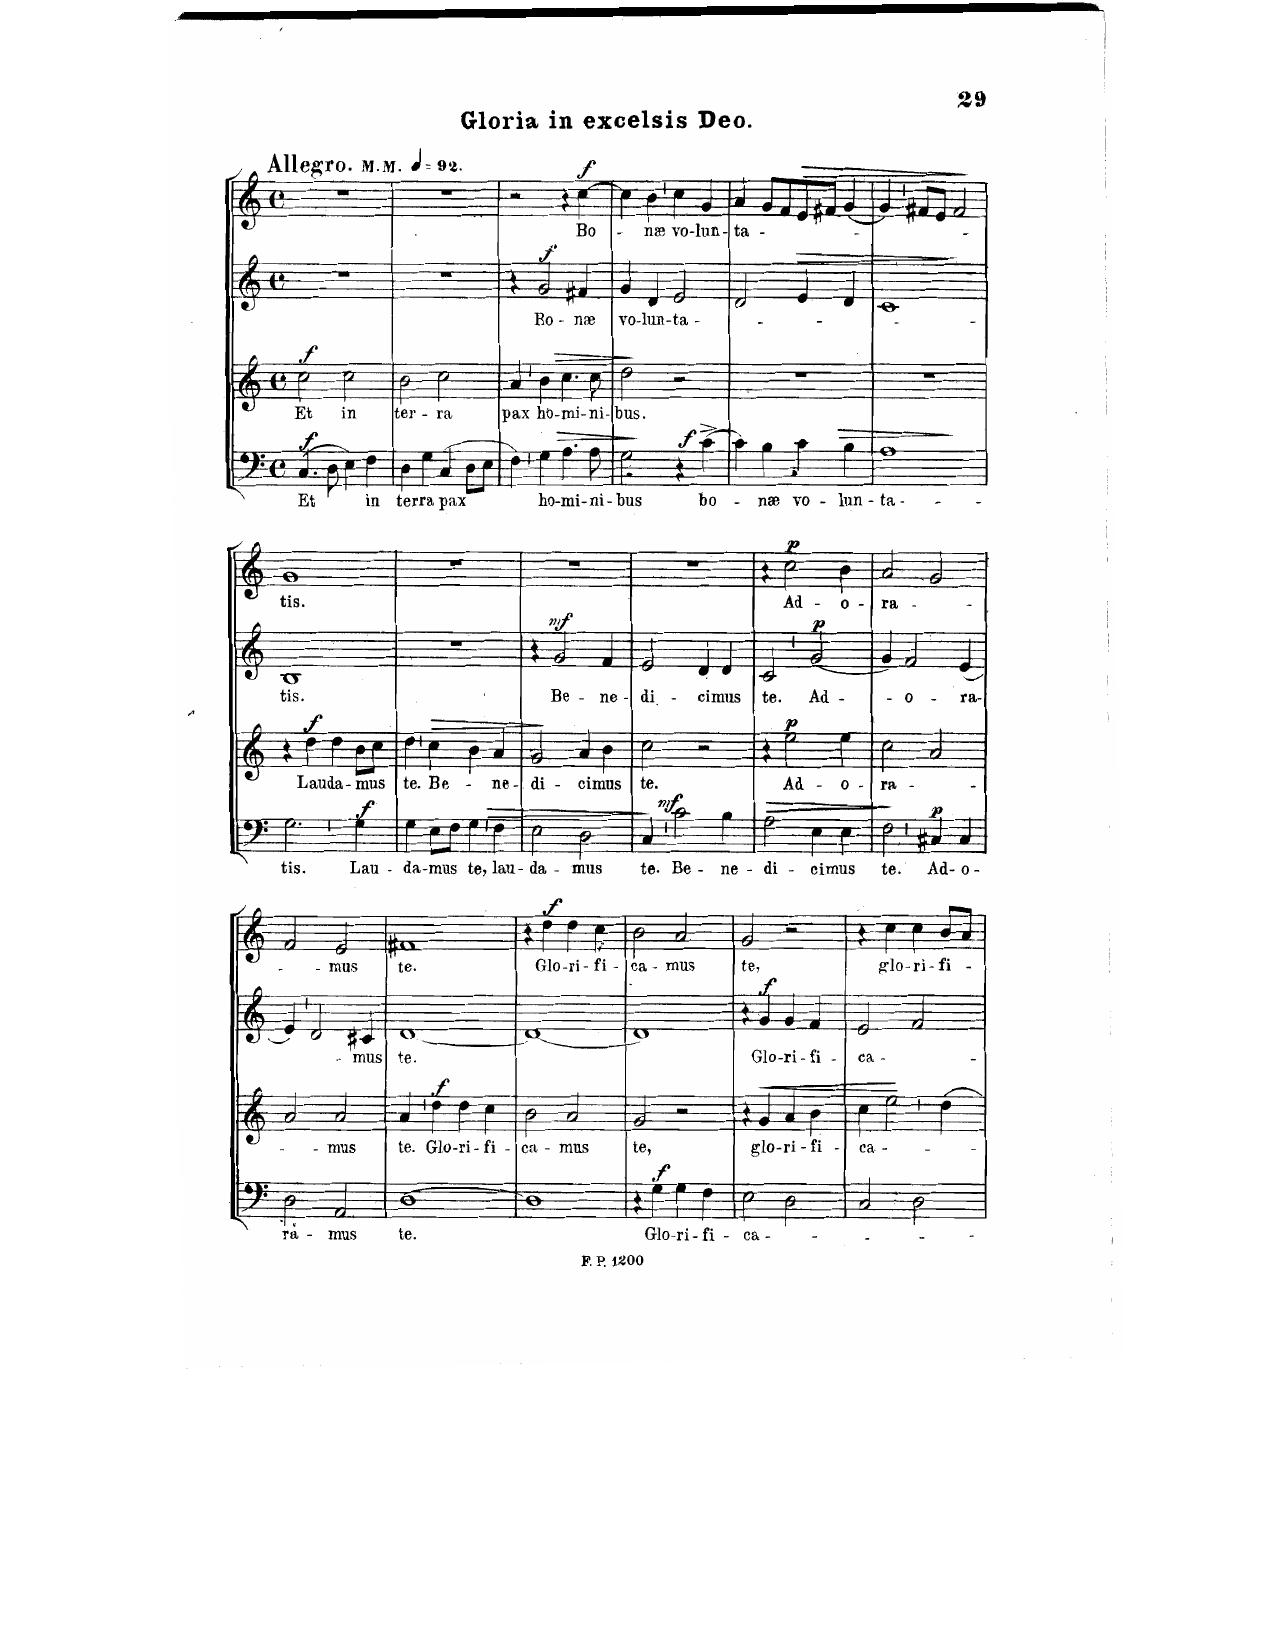 29
Gloria in excelsis Deo.
Allegro. M.M. ♩= 92.
f
Bo - næ vo-lun-ta - - - -
f
Bo - næ vo-lun-ta - - - - -
f
Et in ter - ra pax ho-mi-ni-bus.
f f
Et in terra pax ho-mi-ni-bus bo - næ vo - lun-ta - - -
p
tis. Ad - o - ra - -
mf p
tis. Be - ne - di - cimus te. Ad - - o - ra-
f p
Lauda-mus te. Be - ne - di - cimus te. Ad - o - ra - -
f mf p
tis. Lau - da-mus te, lau-da - mus te. Be - ne - di - cimus te. Ad-o-
f
- - mus te. Glo-ri-fi-ca-mus te, glo-ri-fi -
f
- mus te. Glo-ri-fi-ca - -
f
- - mus te. Glo-ri-fi-ca-mus te, glo-ri-fi-ca - - -
f
ra - mus te. Glo-ri-fi-ca - - - - -
F. P. 1200